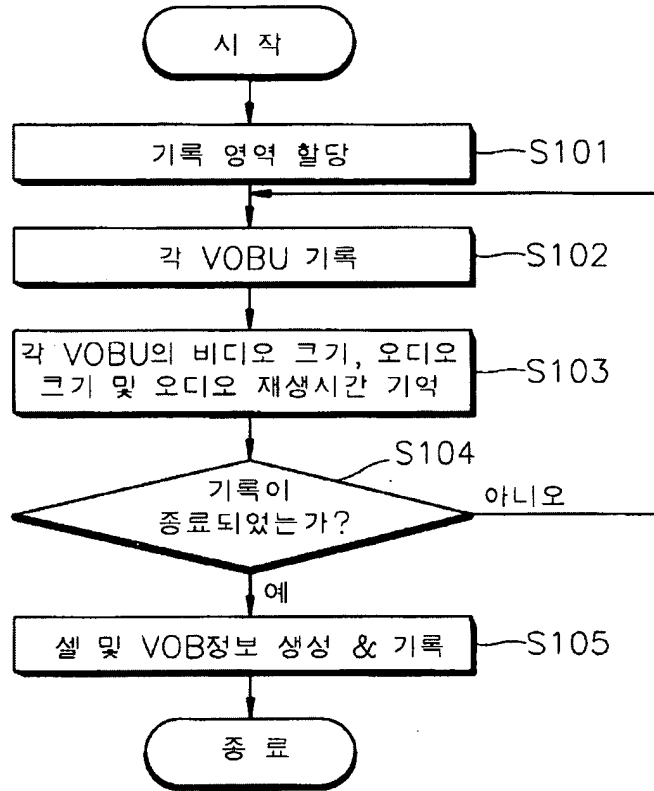 시 작
기록 영역 할당
S101
각 VOBU 기록
S102
각 VOBU의 비디오 크기, 오디오
크기 및 오디오 재생시간 기억
S103
S104
기록이
종료되었는가?
아니오
예
셀 및 VOB정보 생성 & 기록
S105
종 료